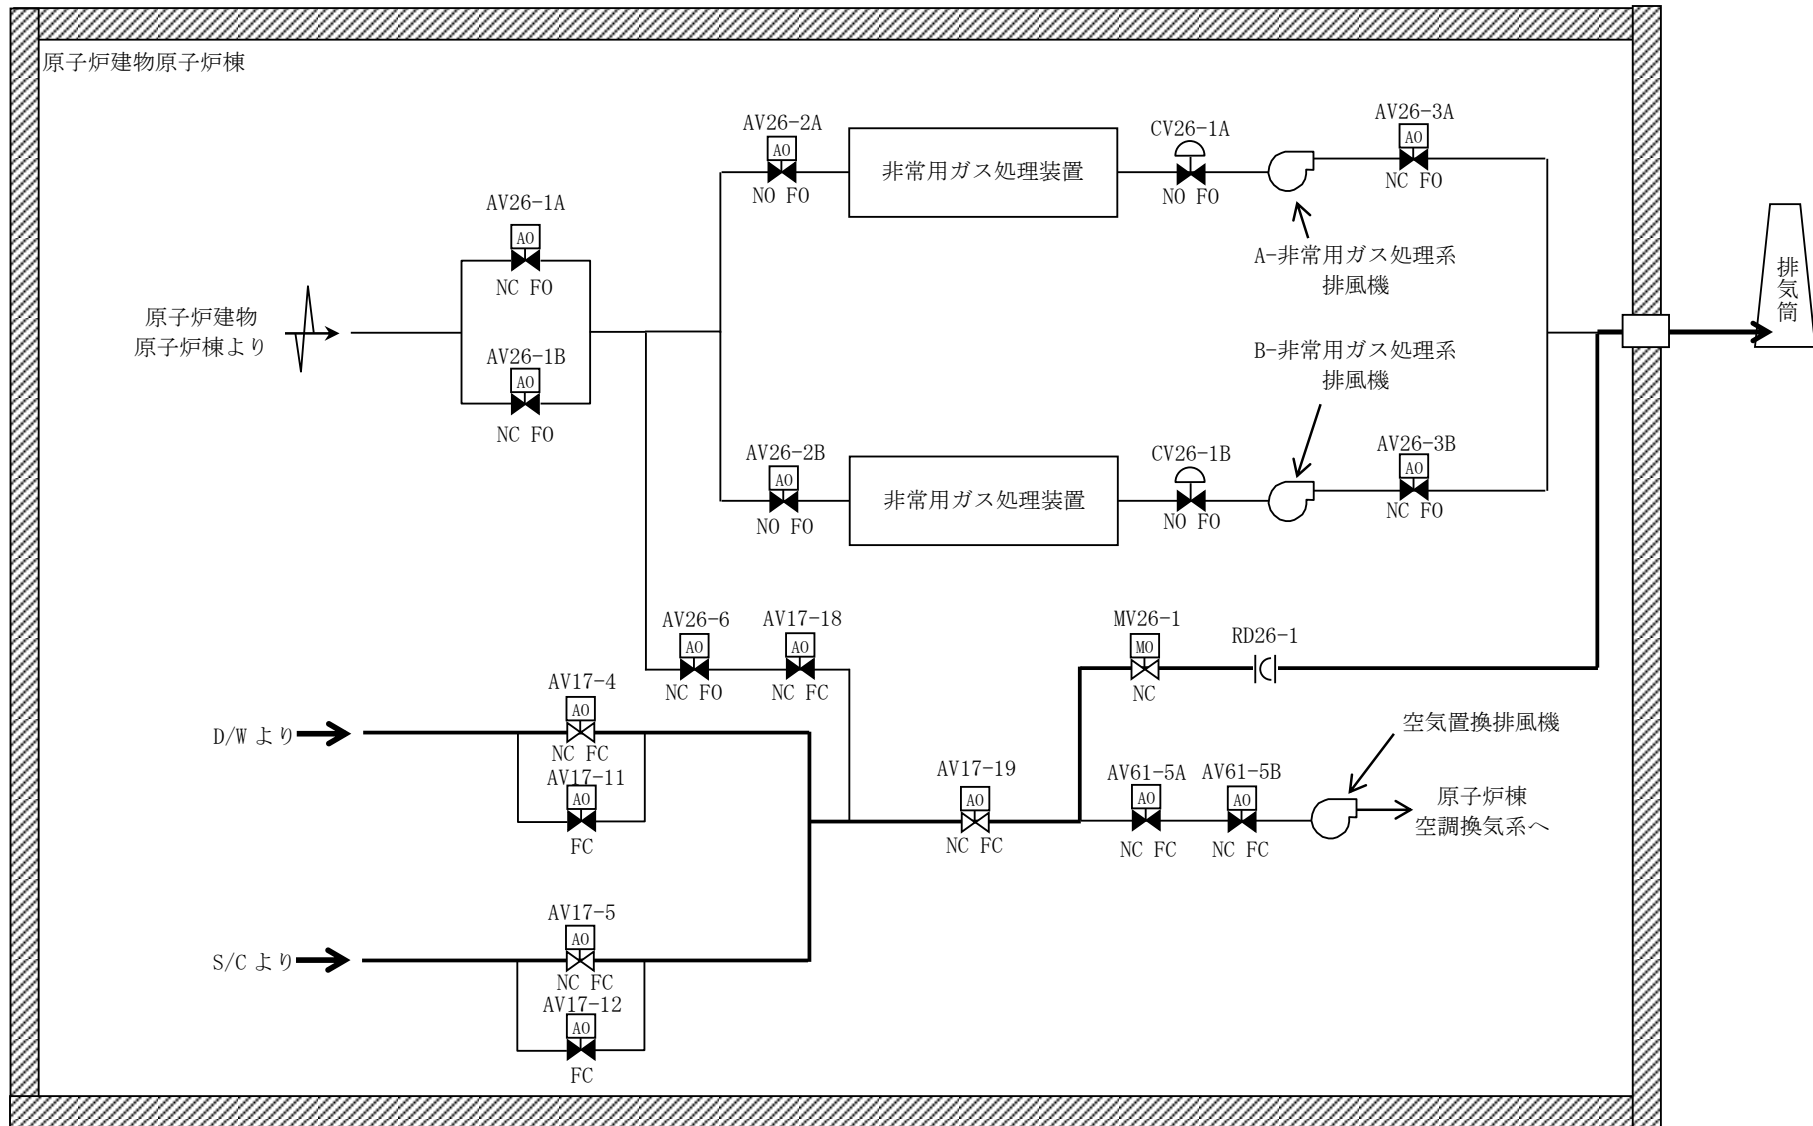 原子炉建物原子炉棟
AV26-2A
AO
NO FO
非常用ガス処理装置
CV26-1A
NO FO
AV26-3A
AO
NC FO
A-非常用ガス処理系
排風機
AV26-1A
AO
NC FO
原子炉建物
原子炉棟より
AV26-1B
AO
NC FO
B-非常用ガス処理系
排風機
排気筒
AV26-2B
AO
NO FO
非常用ガス処理装置
CV26-1B
NO FO
AV26-3B
AO
NC FO
AV26-6
AO
NC FO
AV17-18
AO
NC FC
MV26-1
MO
NC
RD26-1
D/W より
AV17-4
AO
NC FC
AV17-11
AO
FC
AV17-19
AO
NC FC
AV61-5A
AO
NC FC
AV61-5B
AO
NC FC
空気置換排風機
原子炉棟
空調換気系へ
S/C より
AV17-5
AO
NC FC
AV17-12
AO
FC